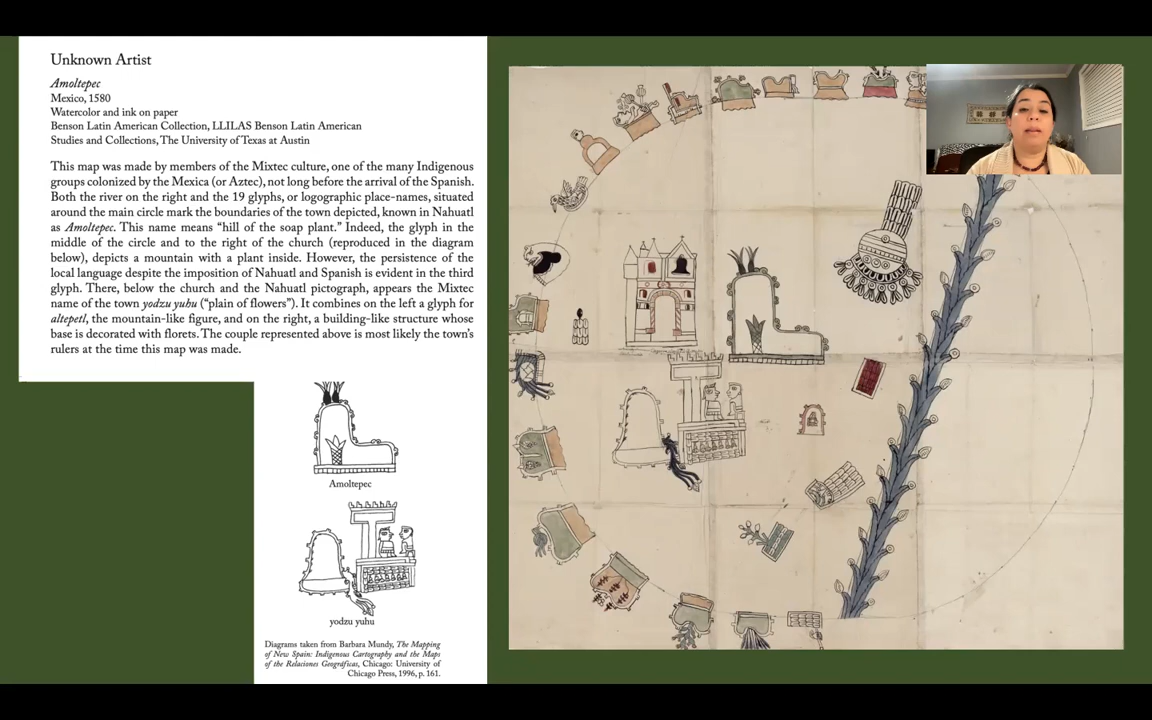 Unknown Artist
Amoltepec
Mexico, 1580
Watercolor and ink on paper
Benson Latin American Collection, LLILAS Benson Latin American
Studies and Collections, The University of Texas at Austin
This map was made by members of the Mixtec culture, one of the many Indigenous
groups colonized by the Mexica (or Aztec), not long before the arrival of the Spanish.
Both the river on the right and the 19 glyphs, or logographic place-names, situated
around the main circle mark the boundaries of the town depicted, known in Nahuatl
as Amoltepec. This name means “hill of the soap plant.” Indeed, the glyph in the
middle of the circle and to the right of the church (reproduced in the diagram
below), depicts a mountain with a plant inside. However, the persistence of the
local language despite the imposition of Nahuatl and Spanish is evident in the third
glyph. There, below the church and the Nahuatl pictograph, appears the Mixtec
name of the town yodzu yuhu (“plain of flowers”). It combines on the left a glyph for
altepetl, the mountain-like figure, and on the right, a building-like structure whose
base is decorated with florets. The couple represented above is most likely the town’s
rulers at the time this map was made.
Amoltepec
yodzu yuhu
Diagrams taken from Barbara Mundy, The Mapping
of New Spain: Indigenous Cartography and the Maps
of the Relaciones Geográficas, Chicago: University of
Chicago Press, 1996, p. 161.